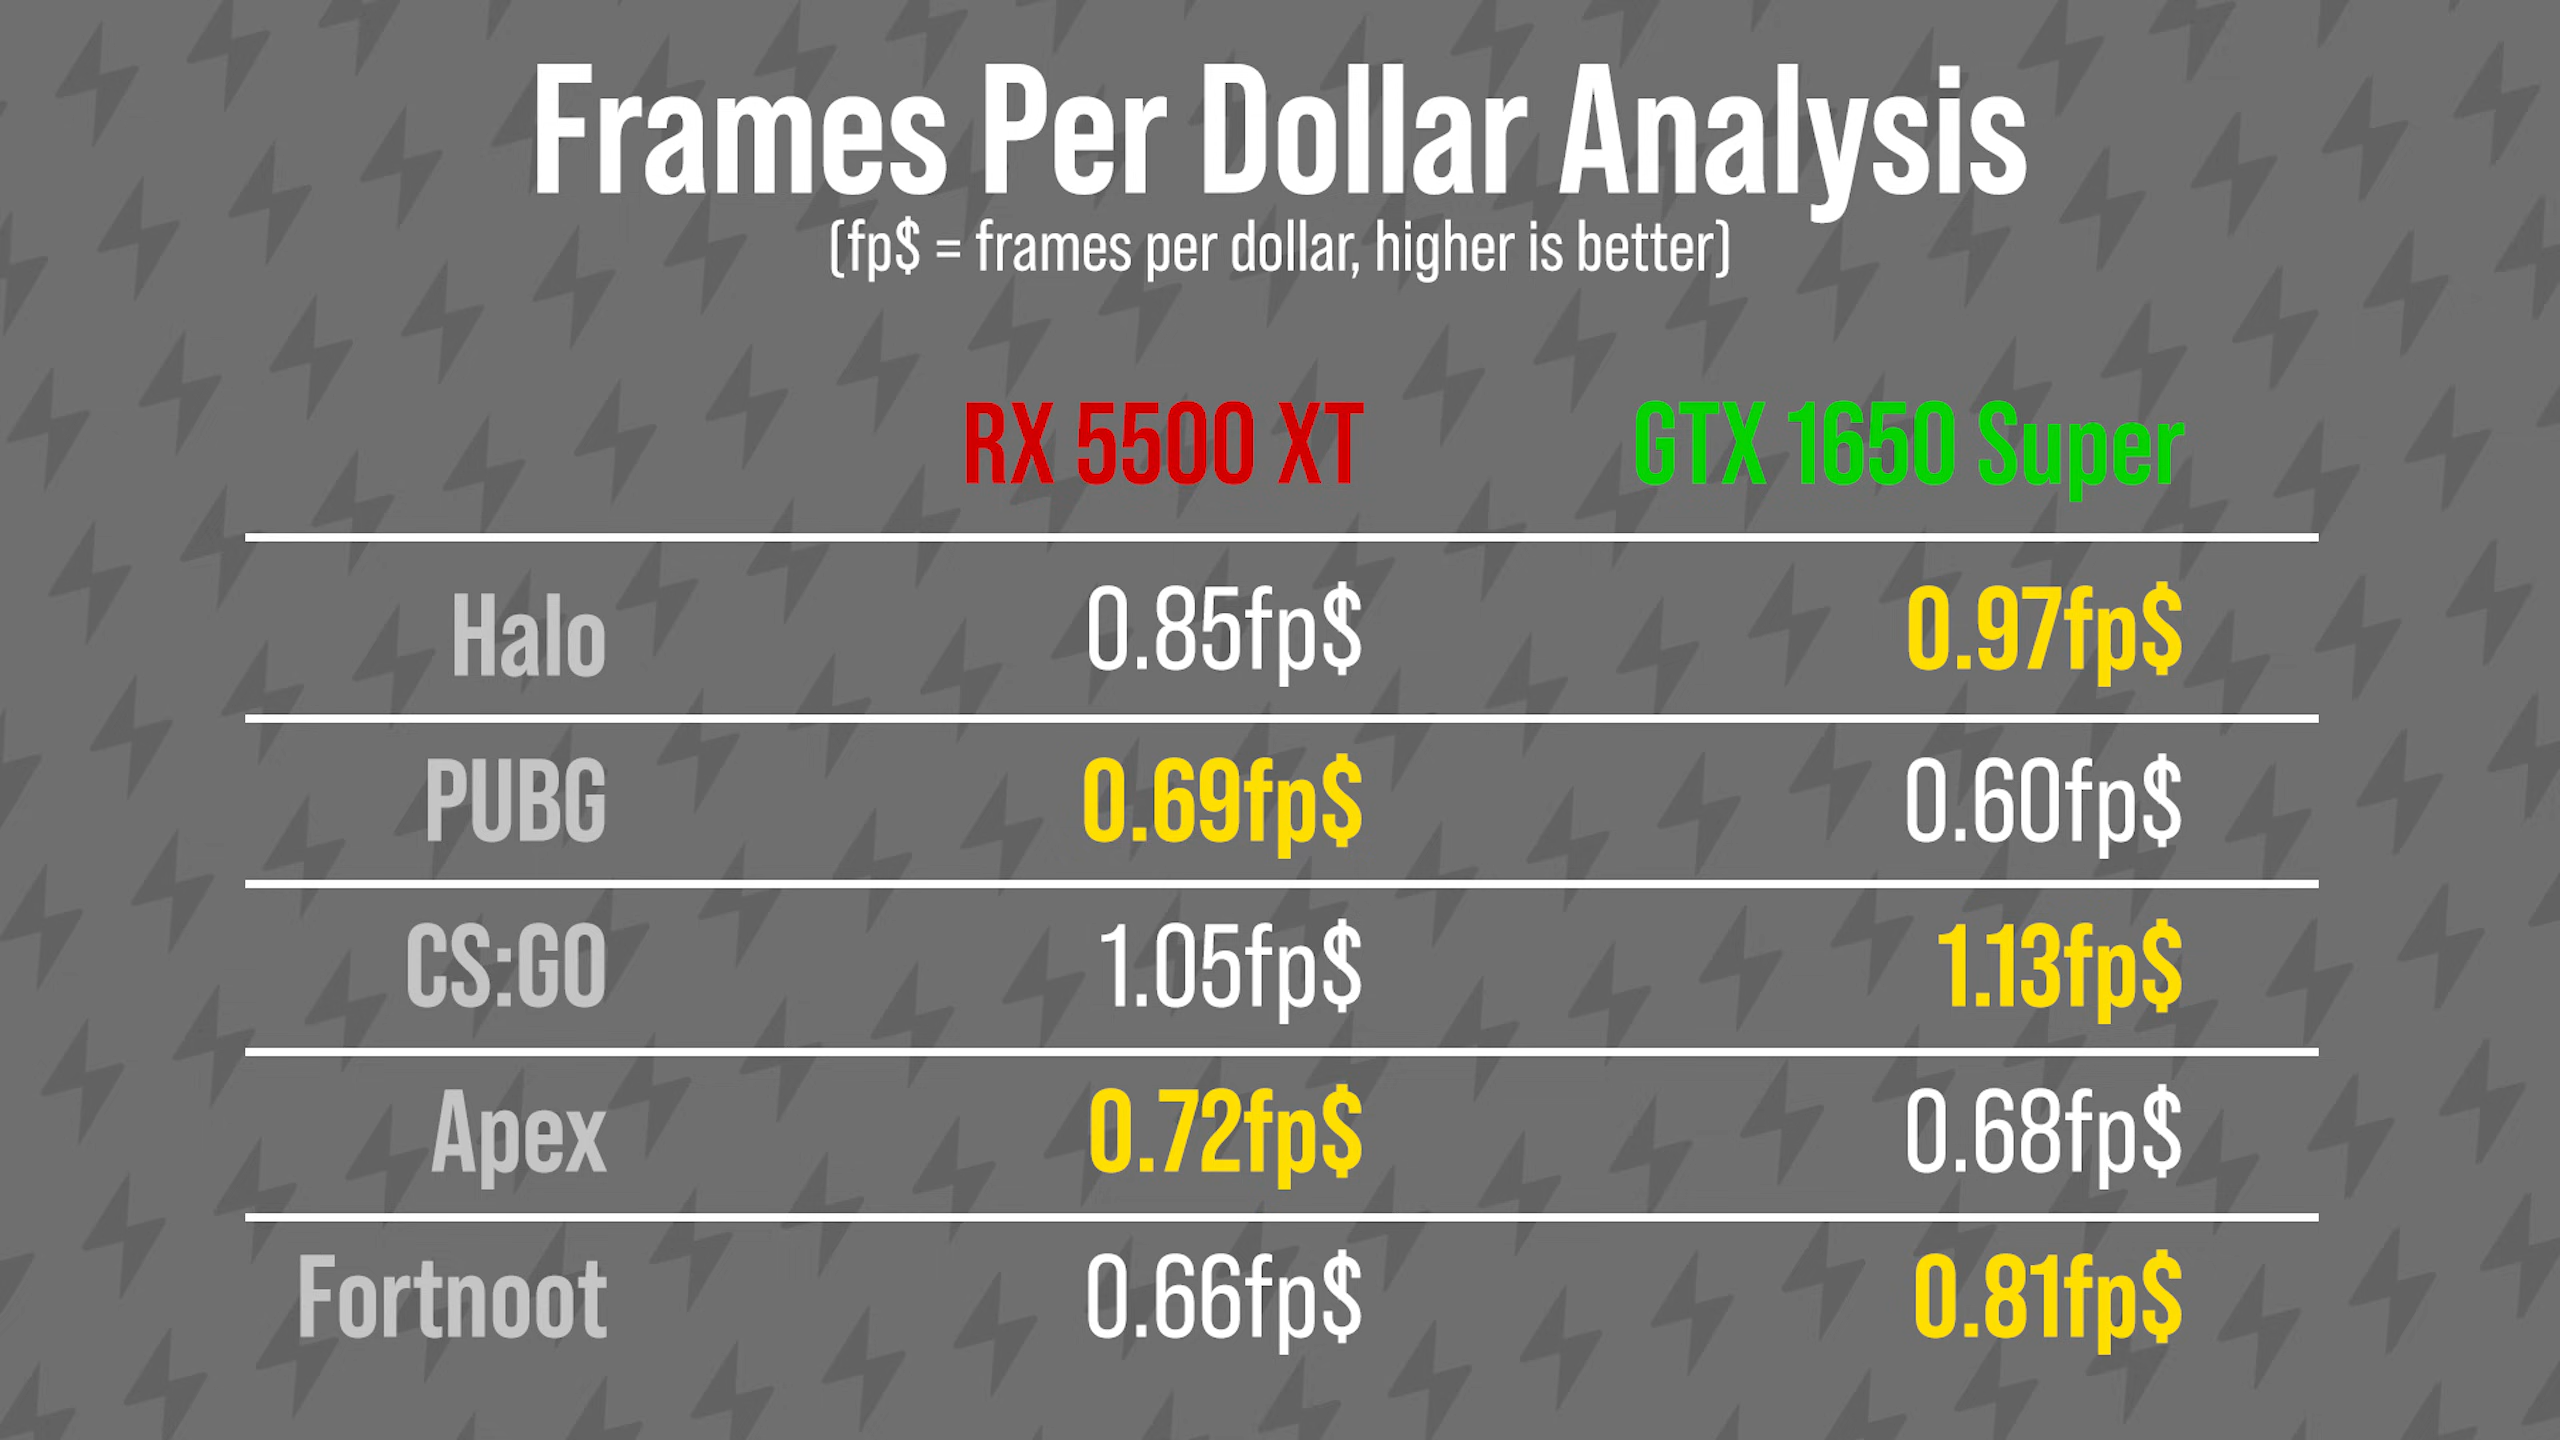 Frames Per Dollar Analysis
(fp$ = frames per dollar, higher is better)
RX 5500 XT GTX 1650 Super
Halo 0.85fp$ 0.97fp$
PUBG 0.69fp$ 0.60fp$
CS:GO 1.05fp$ 1.13fp$
Apex 0.72fp$ 0.68fp$
Fortnoot 0.66fp$ 0.81fp$